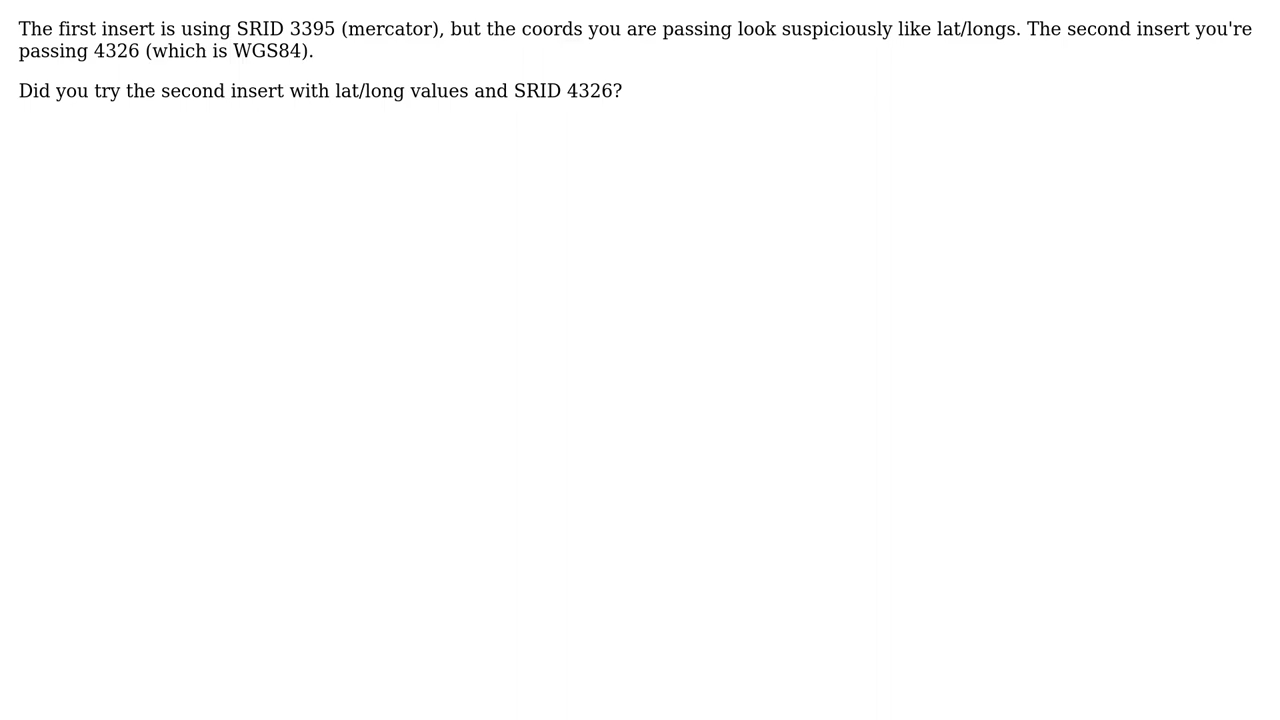 The first insert is using SRID 3395 (mercator), but the coords you are passing look suspiciously like lat/longs. The second insert you're
passing 4326 (which is WGS84).
Did you try the second insert with lat/long values and SRID 4326?